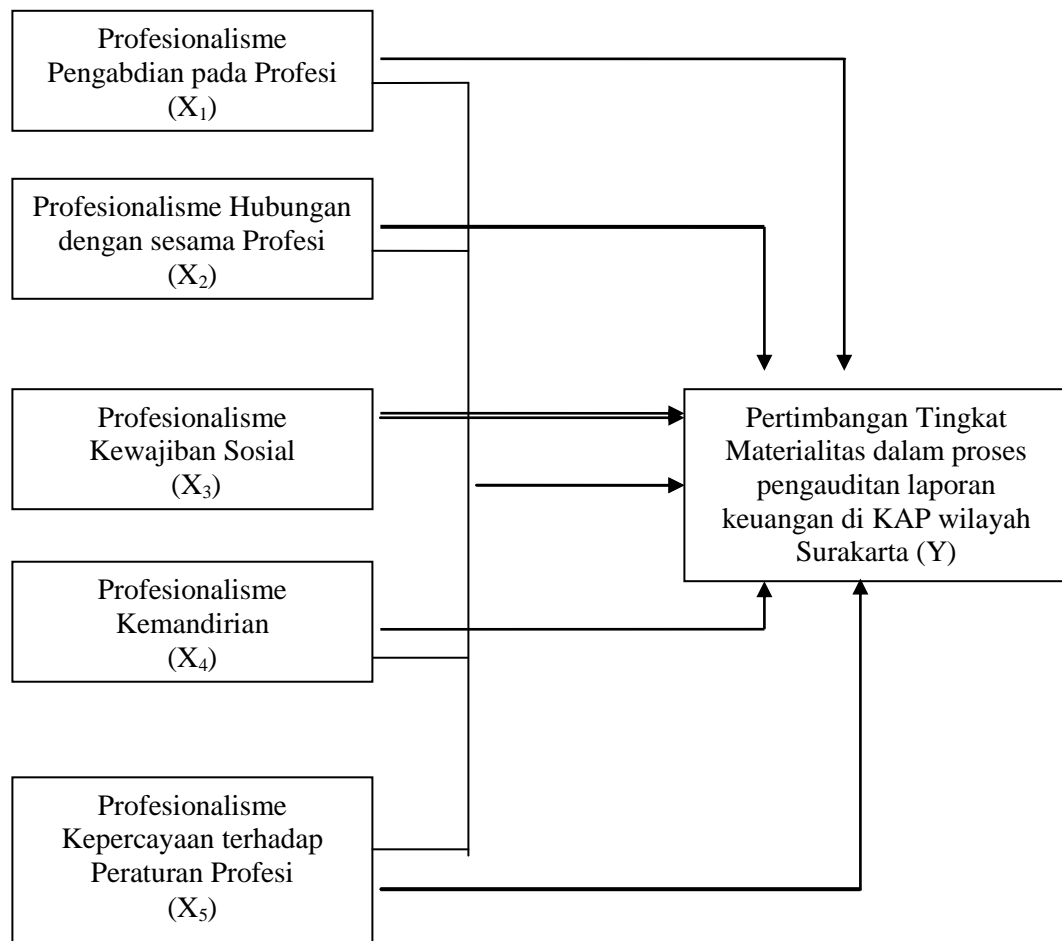 Profesionalisme
Pengabdian pada Profesi
(X₁)
Profesionalisme Hubungan
dengan sesama Profesi
(X₂)
Profesionalisme
Kewajiban Sosial
(X₃)
Pertimbangan Tingkat
Materialitas dalam proses
pengauditan laporan
keuangan di KAP wilayah
Surakarta (Y)
Profesionalisme
Kemandirian
(X₄)
Profesionalisme
Kepercayaan terhadap
Peraturan Profesi
(X₅)